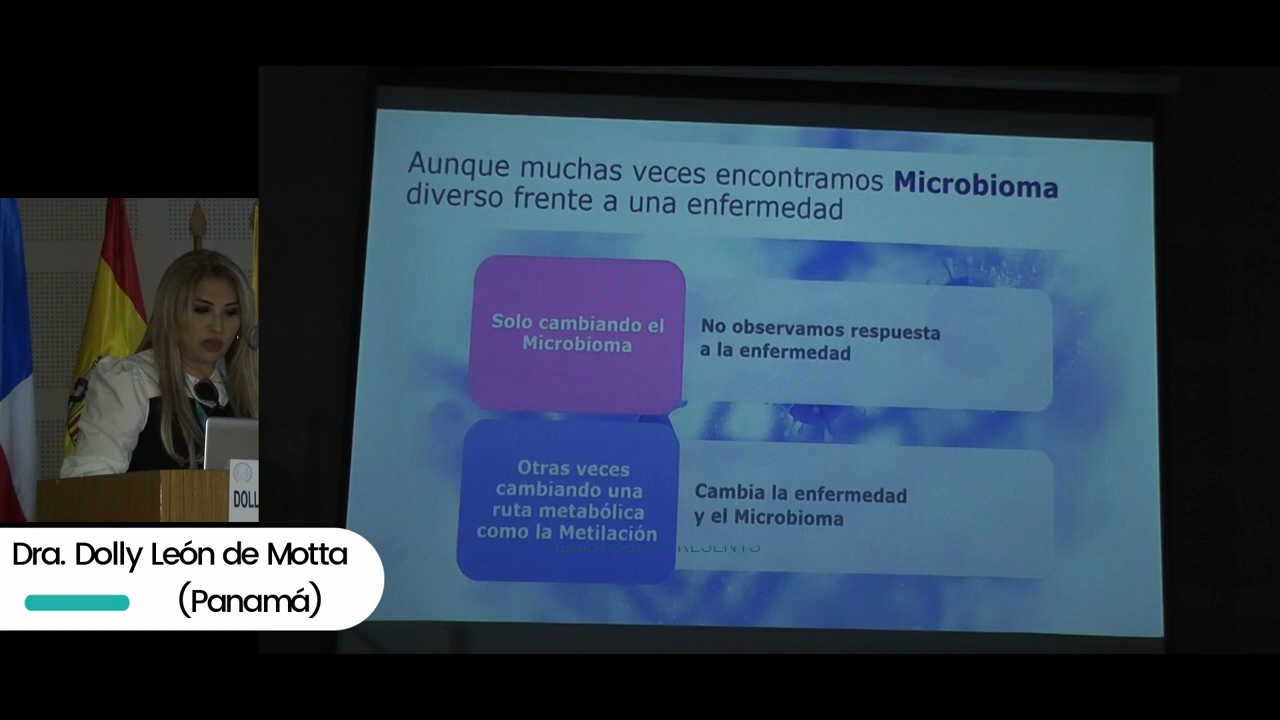 Aunque muchas veces encontramos Microbioma
diverso frente a una enfermedad
Solo cambiando el
Microbioma
No observamos respuesta
a la enfermedad
Otras veces
cambiando una
ruta metabólica
como la Metilación
Cambia la enfermedad
y el Microbioma
PRESENTS
DOLL
Dra. Dolly León de Motta
(Panamá)